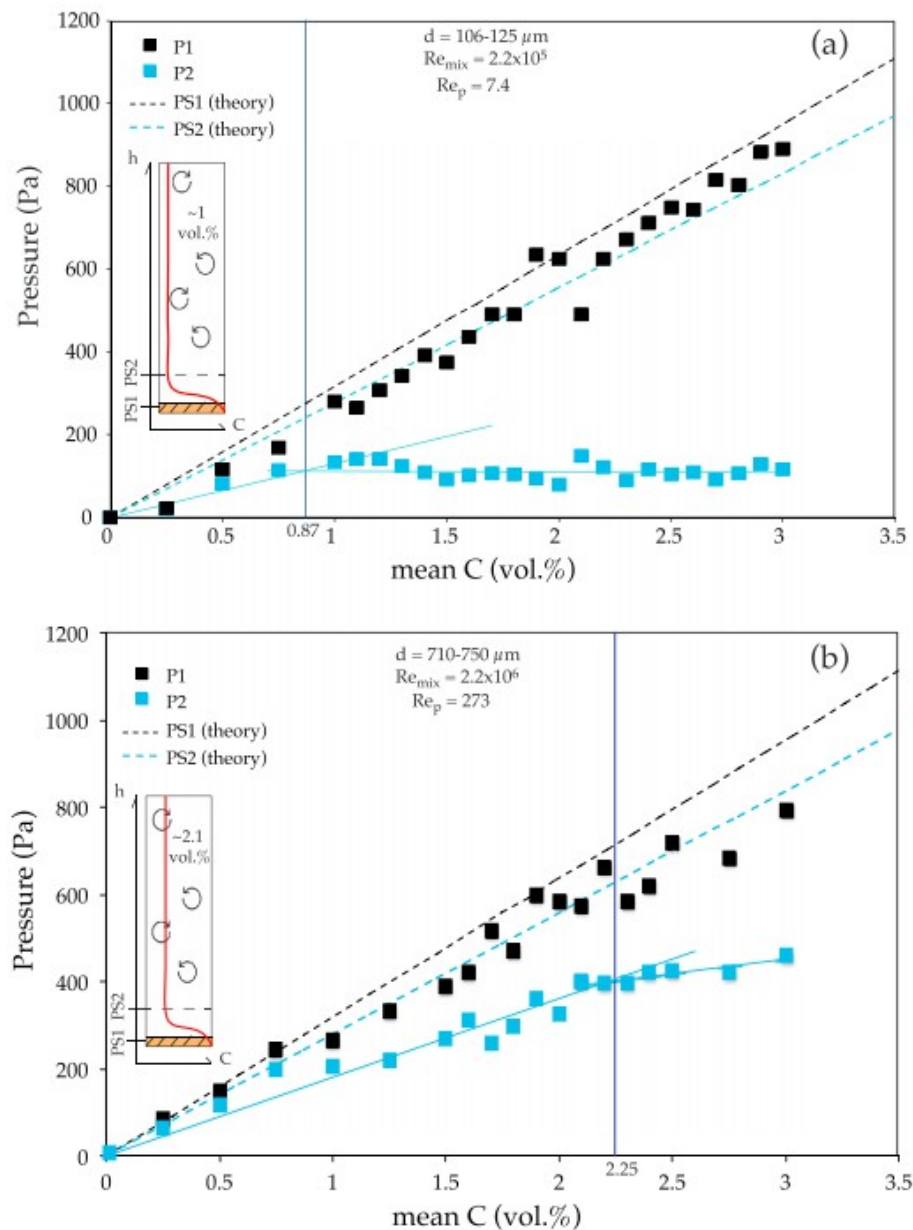 1200
1000
800
600
400
200
0
Pressure (Pa)
P1
P2
PS1 (theory)
PS2 (theory)
d = 106-125 µm
Re_mix = 2.2x10⁵
Re_p = 7.4
(a)
h
~1
vol.%
PS2
PS1
C
0 0.5 0.87 1 1.5 2 2.5 3 3.5
mean C (vol.%)
1200
1000
800
600
400
200
0
Pressure (Pa)
P1
P2
PS1 (theory)
PS2 (theory)
d = 710-750 µm
Re_mix = 2.2x10⁶
Re_p = 273
(b)
h
~2.1
vol.%
PS2
PS1
C
0 0.5 1 1.5 2 2.25 2.5 3 3.5
mean C (vol.%)